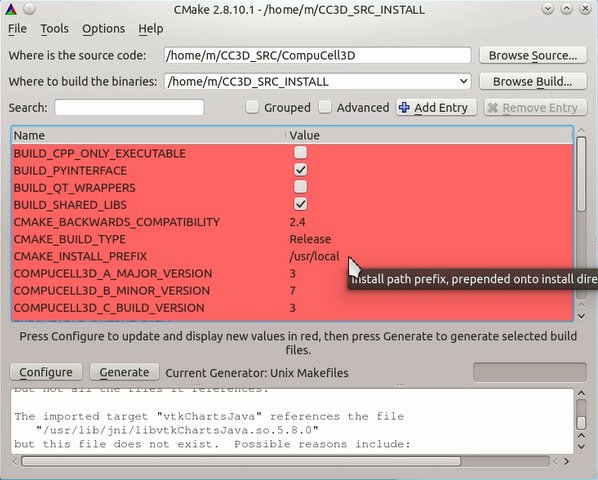 CMake 2.8.10.1 - /home/m/CC3D_SRC_INSTALL
File Tools Options Help
Where is the source code: /home/m/CC3D_SRC/CompuCell3D Browse Source...
Where to build the binaries: /home/m/CC3D_SRC_INSTALL Browse Build...
Search: Grouped Advanced Add Entry Remove Entry
Name Value
BUILD_CPP_ONLY_EXECUTABLE
BUILD_PYINTERFACE
BUILD_QT_WRAPPERS
BUILD_SHARED_LIBS
CMAKE_BACKWARDS_COMPATIBILITY 2.4
CMAKE_BUILD_TYPE Release
CMAKE_INSTALL_PREFIX /usr/local
COMPUCELL3D_A_MAJOR_VERSION 3
Install path prefix, prepended onto install dire
COMPUCELL3D_B_MINOR_VERSION 7
COMPUCELL3D_C_BUILD_VERSION 3
Press Configure to update and display new values in red, then press Generate to generate selected build
files.
Configure Generate Current Generator: Unix Makefiles
but not all the files it references.
The imported target "vtkChartsJava" references the file
"/usr/lib/jni/libvtkChartsJava.so.5.8.0"
but this file does not exist. Possible reasons include: